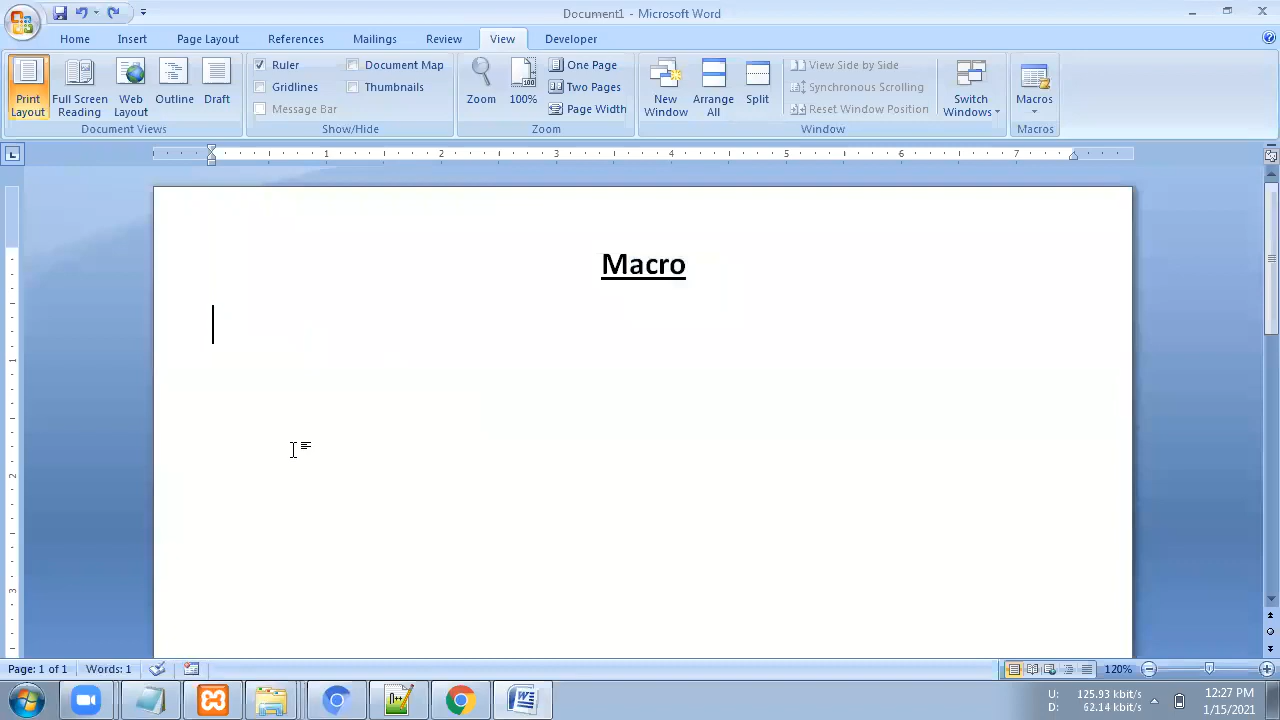 Document1 - Microsoft Word
Home Insert Page Layout References Mailings Review View Developer
Print Layout
Full Screen Reading
Web Layout
Outline
Draft
Document Views
Ruler
Gridlines
Message Bar
Document Map
Thumbnails
Show/Hide
Zoom
100%
One Page
Two Pages
Page Width
Zoom
New Window
Arrange All
Split
View Side by Side
Synchronous Scrolling
Reset Window Position
Window
Switch Windows
Macros
Macros
1 2 3 4 5 6 7
Macro
1
2
3
Page: 1 of 1 Words: 1 120%
U: 125.93 kbit/s
D: 62.14 kbit/s
12:27 PM
1/15/2021